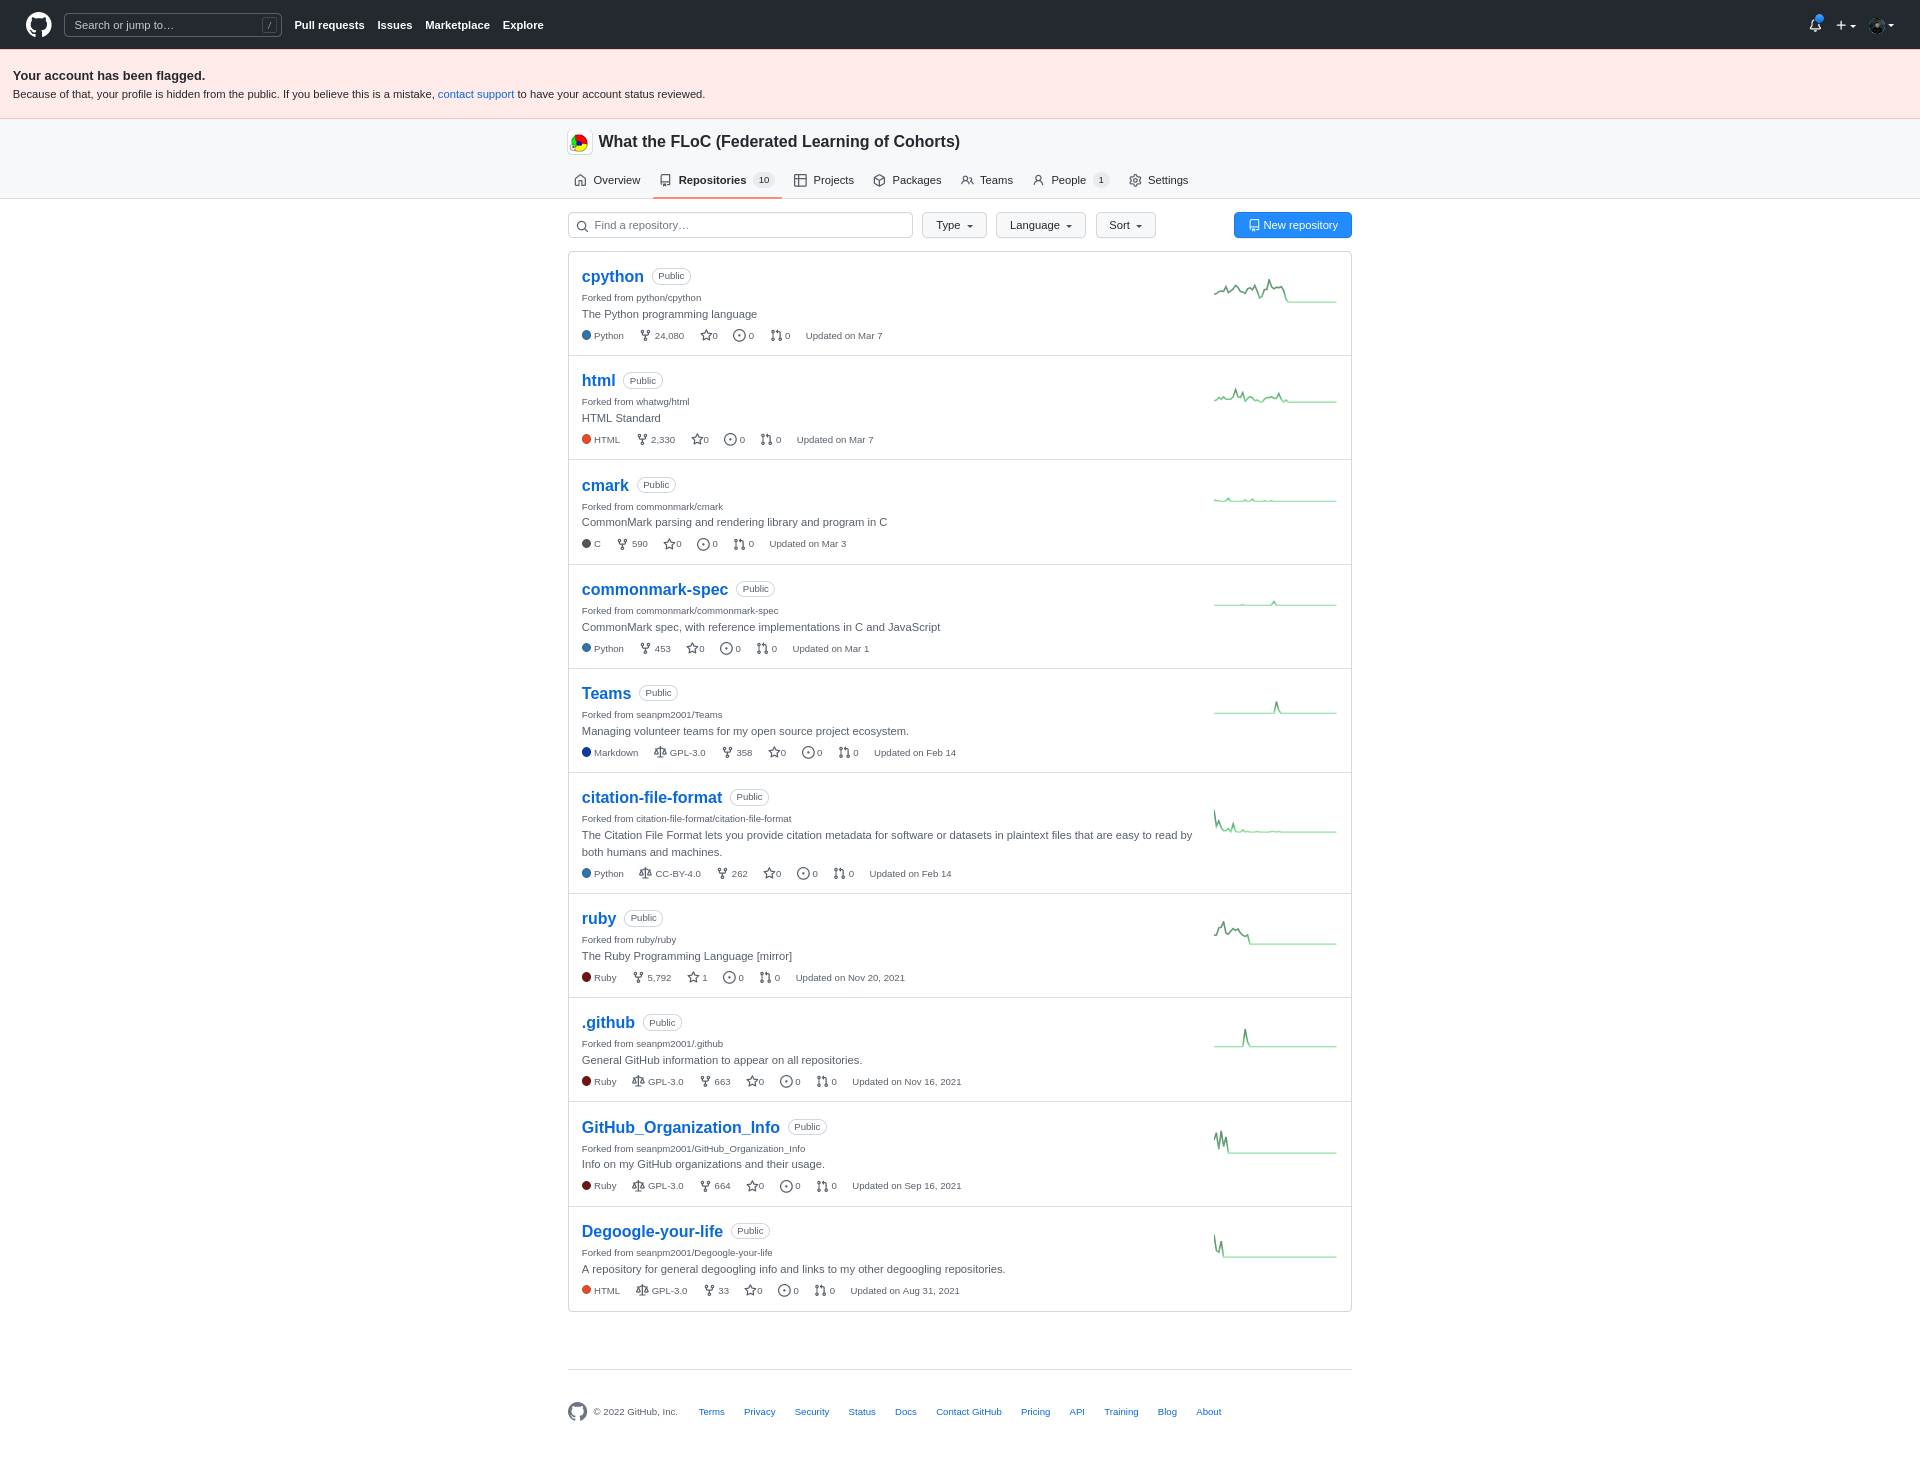 Search or jump to… / Pull requests Issues Marketplace Explore
Your account has been flagged.
Because of that, your profile is hidden from the public. If you believe this is a mistake, contact support to have your account status reviewed.
What the FLoC (Federated Learning of Cohorts)
Overview Repositories 10 Projects Packages Teams People 1 Settings
Find a repository… Type Language Sort New repository
cpython Public
Forked from python/cpython
The Python programming language
Python 24,080 0 0 0 Updated on Mar 7
html Public
Forked from whatwg/html
HTML Standard
HTML 2,330 0 0 0 Updated on Mar 7
cmark Public
Forked from commonmark/cmark
CommonMark parsing and rendering library and program in C
C 590 0 0 0 Updated on Mar 3
commonmark-spec Public
Forked from commonmark/commonmark-spec
CommonMark spec, with reference implementations in C and JavaScript
Python 453 0 0 0 Updated on Mar 1
Teams Public
Forked from seanpm2001/Teams
Managing volunteer teams for my open source project ecosystem.
Markdown GPL-3.0 358 0 0 0 Updated on Feb 14
citation-file-format Public
Forked from citation-file-format/citation-file-format
The Citation File Format lets you provide citation metadata for software or datasets in plaintext files that are easy to read by
both humans and machines.
Python CC-BY-4.0 262 0 0 0 Updated on Feb 14
ruby Public
Forked from ruby/ruby
The Ruby Programming Language [mirror]
Ruby 5,792 1 0 0 Updated on Nov 20, 2021
.github Public
Forked from seanpm2001/.github
General GitHub information to appear on all repositories.
Ruby GPL-3.0 663 0 0 0 Updated on Nov 16, 2021
GitHub_Organization_Info Public
Forked from seanpm2001/GitHub_Organization_Info
Info on my GitHub organizations and their usage.
Ruby GPL-3.0 664 0 0 0 Updated on Sep 16, 2021
Degoogle-your-life Public
Forked from seanpm2001/Degoogle-your-life
A repository for general degoogling info and links to my other degoogling repositories.
HTML GPL-3.0 33 0 0 0 Updated on Aug 31, 2021
© 2022 GitHub, Inc. Terms Privacy Security Status Docs Contact GitHub Pricing API Training Blog About